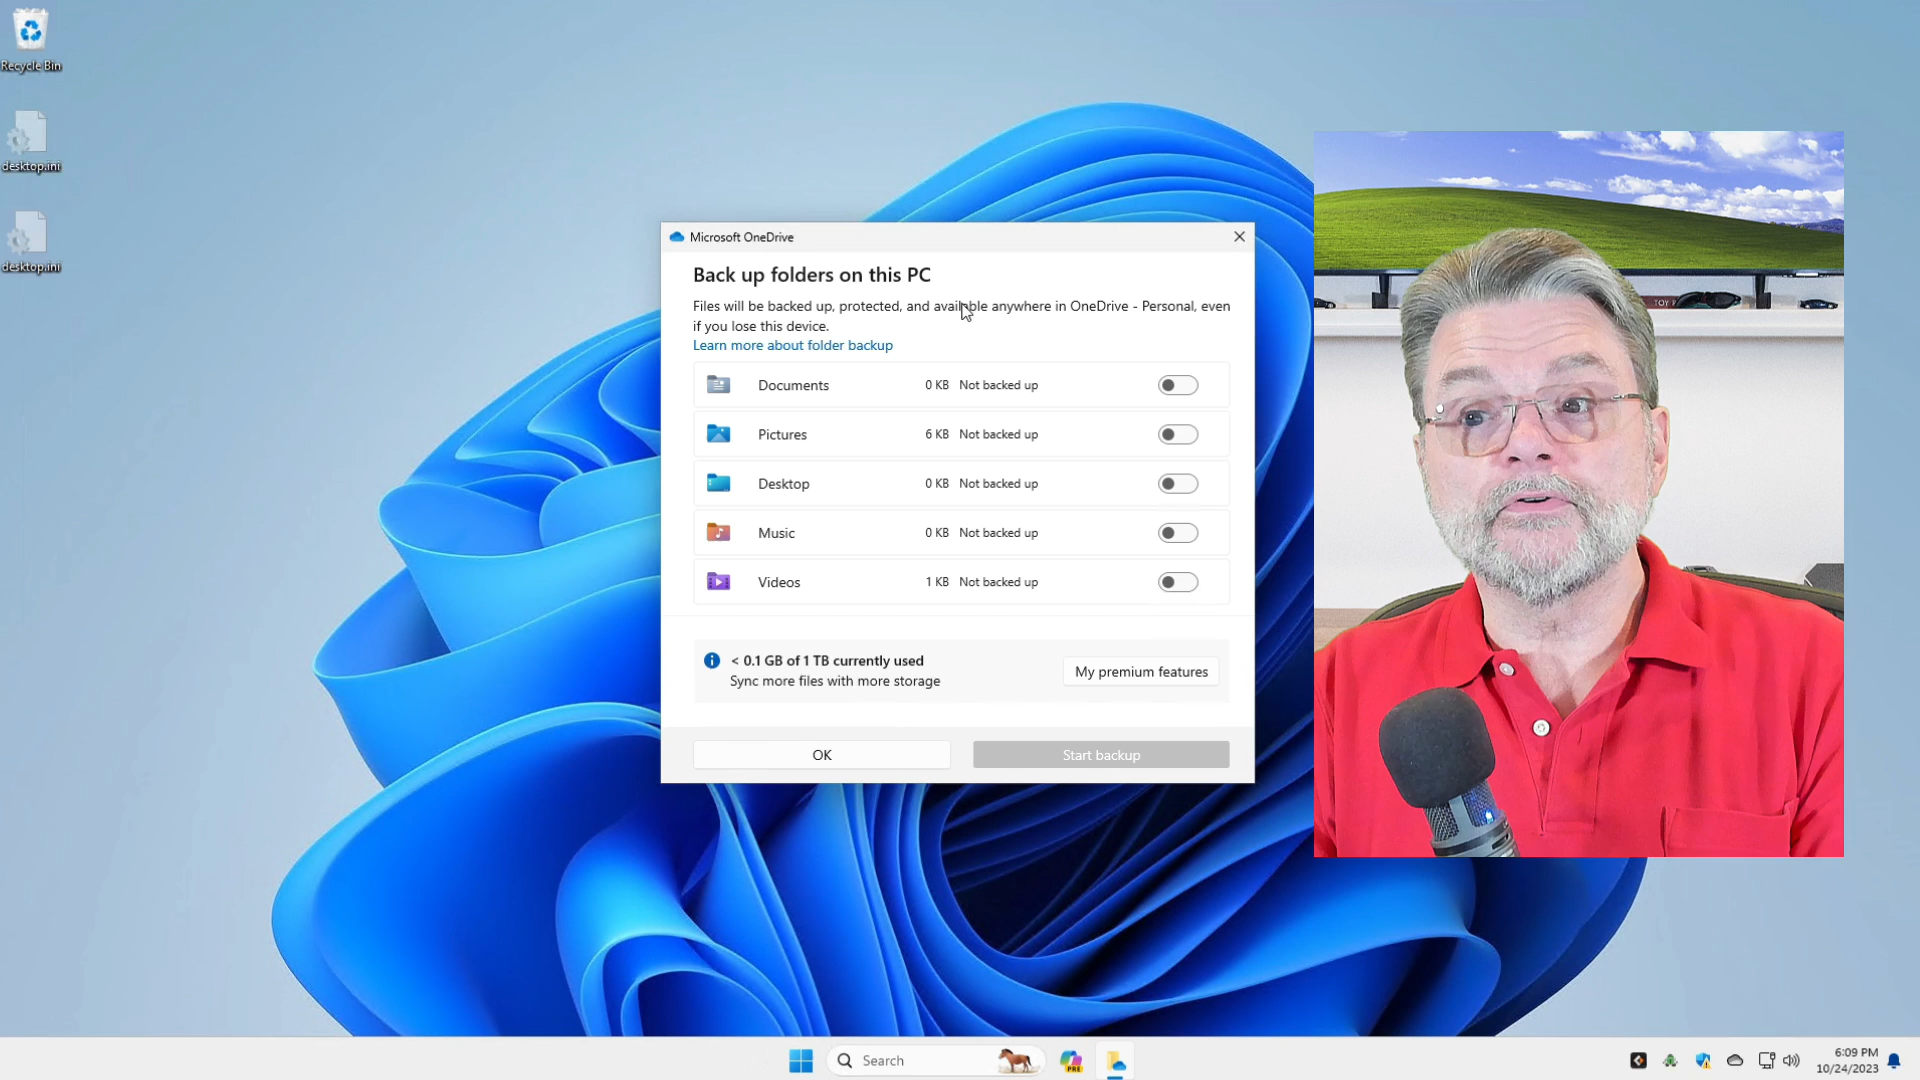 Recycle Bin
desktop.ini
desktop.ini
Microsoft OneDrive
Back up folders on this PC
Files will be backed up, protected, and available anywhere in OneDrive - Personal, even
if you lose this device.
Learn more about folder backup
Documents 0 KB Not backed up
Pictures 6 KB Not backed up
Desktop 0 KB Not backed up
Music 0 KB Not backed up
Videos 1 KB Not backed up
< 0.1 GB of 1 TB currently used
Sync more files with more storage
My premium features
OK
Start backup
TOY
Search
PRE
6:09 PM
10/24/2023